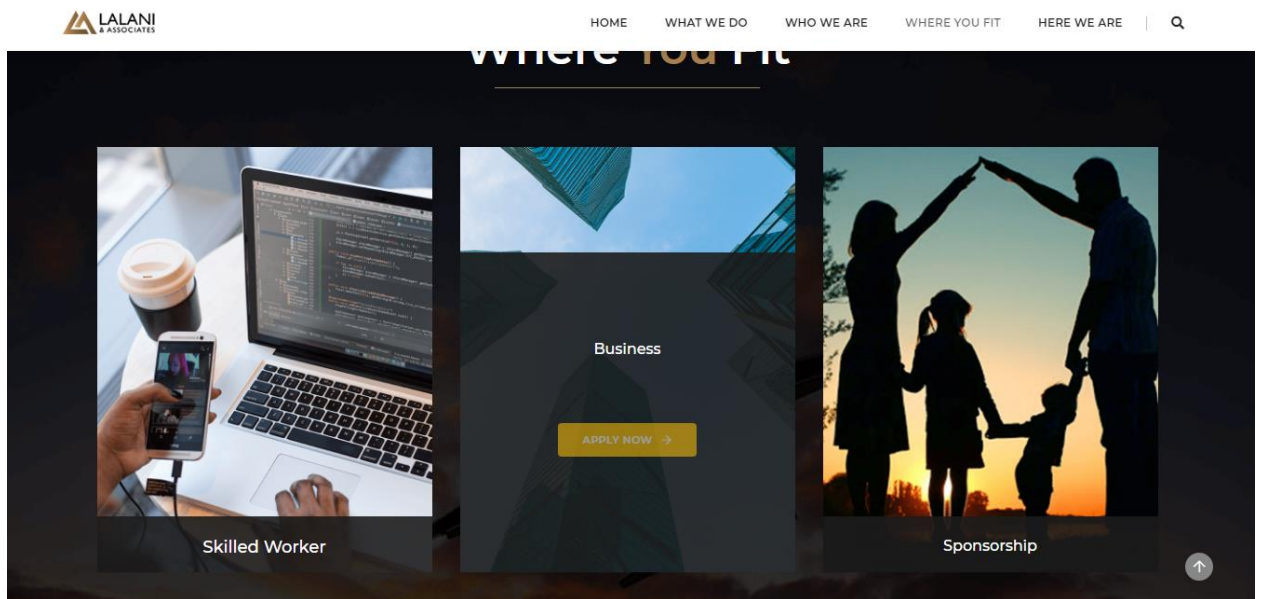 LALANI
& ASSOCIATES
HOME WHAT WE DO WHO WE ARE WHERE YOU FIT HERE WE ARE
Where You Fit
Business
APPLY NOW →
Skilled Worker
Sponsorship